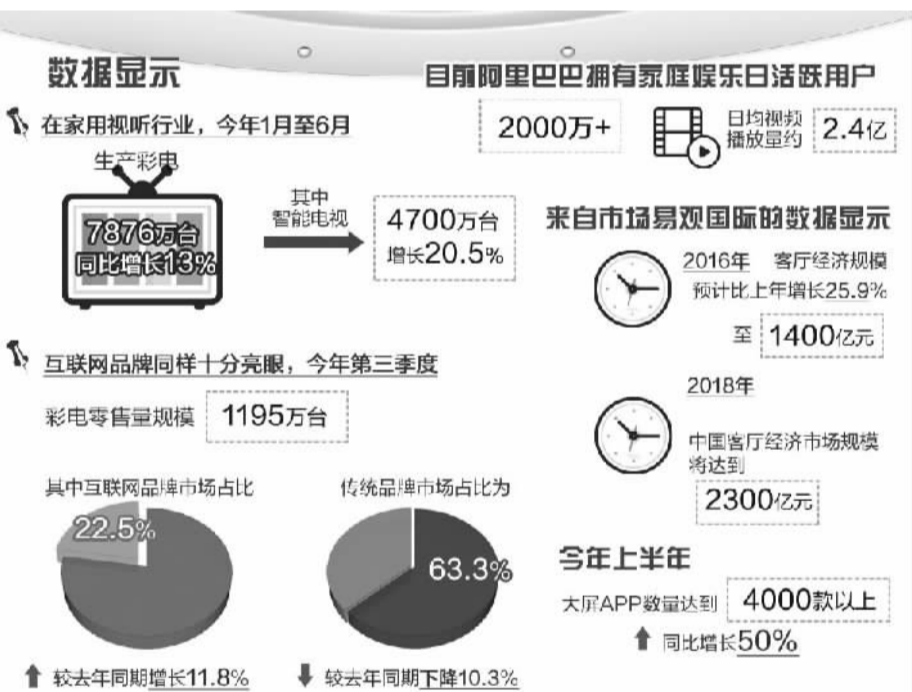 数据显示
在家用视听行业，今年1月至6月
生产彩电
7876万台
同比增长13%
其中
智能电视
4700万台
增长20.5%
互联网品牌同样十分亮眼，今年第三季度
彩电零售量规模
1195万台
其中互联网品牌市场占比
22.5%
较去年同期增长11.8%
传统品牌市场占比为
63.3%
较去年同期下降10.3%
目前阿里巴巴拥有家庭娱乐日活跃用户
2000万+
日均视频
播放量约
2.4亿
来自市场易观国际的数据显示
2016年 客厅经济规模
预计比上年增长25.9%
至 1400亿元
2018年
中国客厅经济市场规模
将达到
2300亿元
今年上半年
大屏APP数量达到 4000款以上
同比增长50%